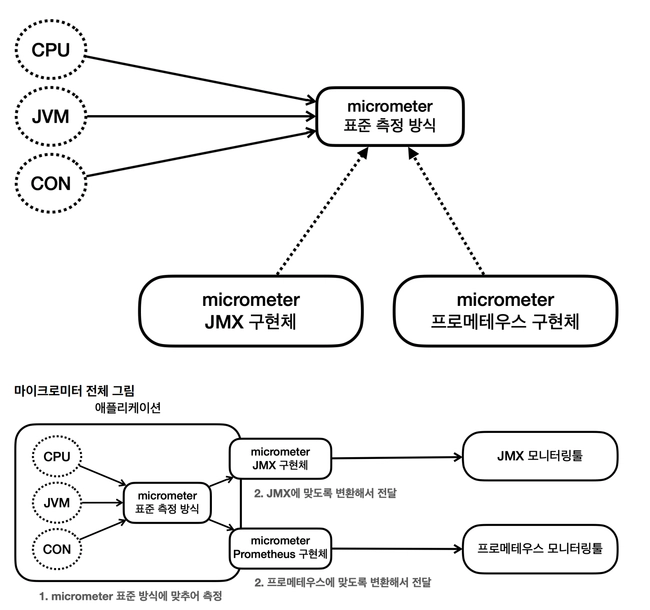 CPU
JVM
CON
micrometer
표준 측정 방식
micrometer
JMX 구현체
micrometer
프로메테우스 구현체
마이크로미터 전체 그림
애플리케이션
CPU
JVM
CON
micrometer
표준 측정 방식
micrometer
JMX 구현체
JMX 모니터링툴
2. JMX에 맞도록 변환해서 전달
micrometer
Prometheus 구현체
프로메테우스 모니터링툴
2. 프로메테우스에 맞도록 변환해서 전달
1. micrometer 표준 방식에 맞추어 측정